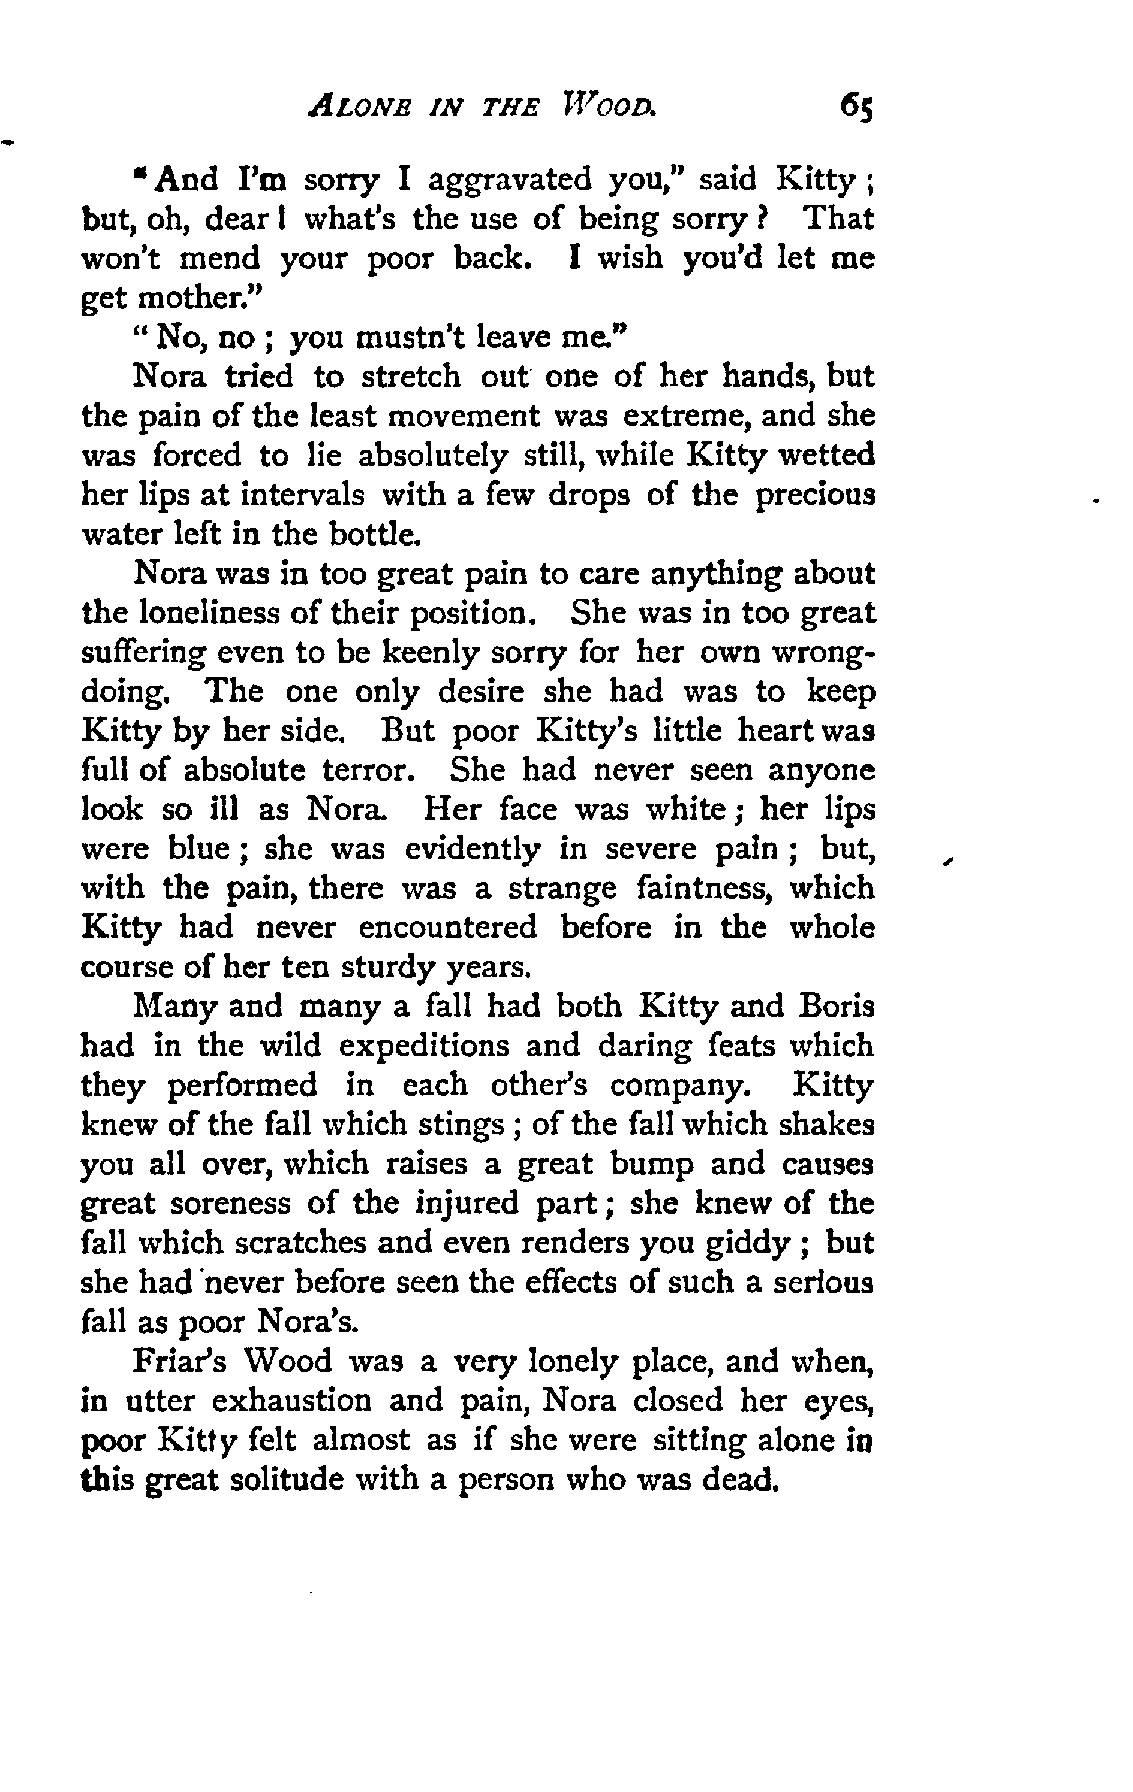 ALONE IN THE WOOD. 65
"And I'm sorry I aggravated you," said Kitty;
but, oh, dear! what's the use of being sorry? That
won't mend your poor back. I wish you'd let me
get mother."
"No, no; you mustn't leave me."
Nora tried to stretch out one of her hands, but
the pain of the least movement was extreme, and she
was forced to lie absolutely still, while Kitty wetted
her lips at intervals with a few drops of the precious
water left in the bottle.
Nora was in too great pain to care anything about
the loneliness of their position. She was in too great
suffering even to be keenly sorry for her own wrong-
doing. The one only desire she had was to keep
Kitty by her side. But poor Kitty's little heart was
full of absolute terror. She had never seen anyone
look so ill as Nora. Her face was white; her lips
were blue; she was evidently in severe pain; but,
with the pain, there was a strange faintness, which
Kitty had never encountered before in the whole
course of her ten sturdy years.
Many and many a fall had both Kitty and Boris
had in the wild expeditions and daring feats which
they performed in each other's company. Kitty
knew of the fall which stings; of the fall which shakes
you all over, which raises a great bump and causes
great soreness of the injured part; she knew of the
fall which scratches and even renders you giddy; but
she had never before seen the effects of such a serious
fall as poor Nora's.
Friar's Wood was a very lonely place, and when,
in utter exhaustion and pain, Nora closed her eyes,
poor Kitty felt almost as if she were sitting alone in
this great solitude with a person who was dead.